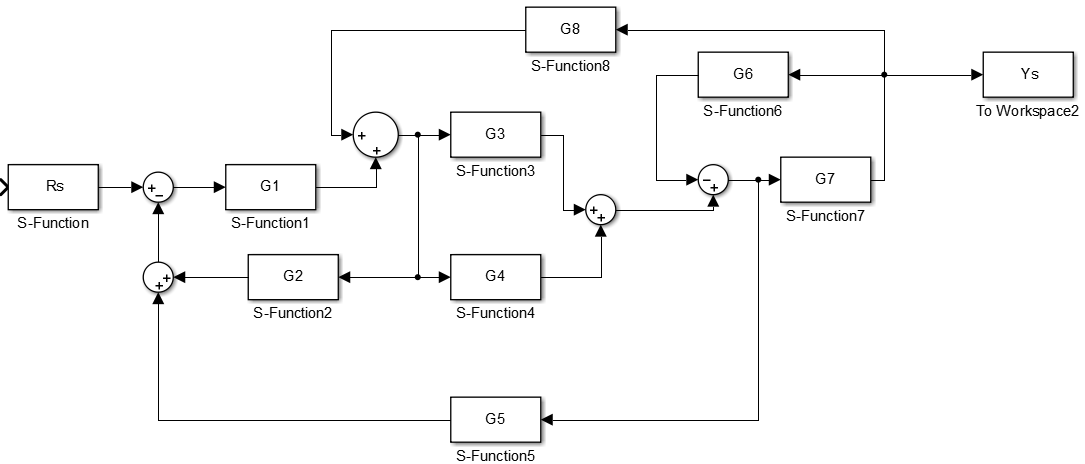 G8
S-Function8
G6
S-Function6
Ys
To Workspace2
+
+
G3
S-Function3
Rs
S-Function
+
−
G1
S-Function1
−
+
G7
S-Function7
+
+
+
+
G2
S-Function2
G4
S-Function4
G5
S-Function5